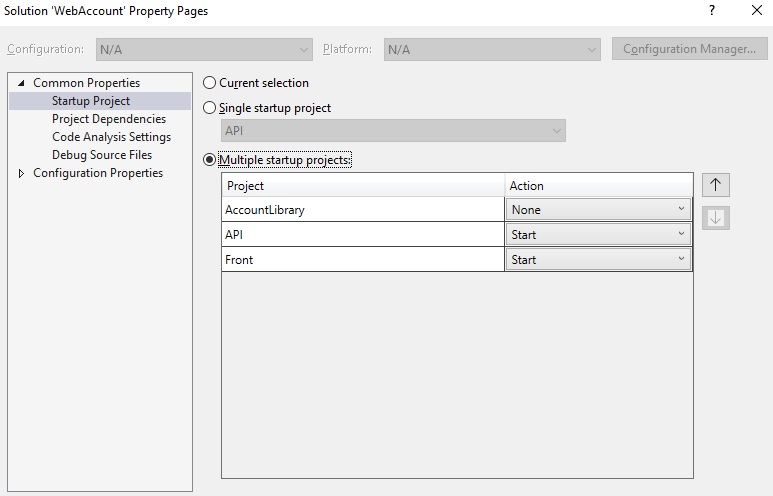 Solution 'WebAccount' Property Pages ? ×
Configuration: N/A Platform: N/A Configuration Manager...
Common Properties
Startup Project
Project Dependencies
Code Analysis Settings
Debug Source Files
Configuration Properties
Current selection
Single startup project
API
Multiple startup projects:
Project Action
AccountLibrary None
API Start
Front Start